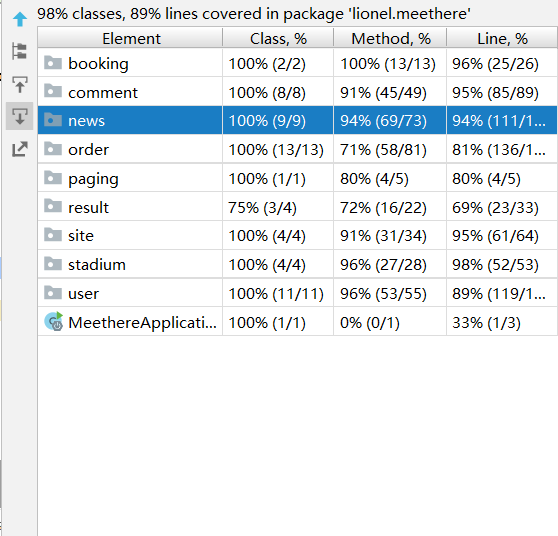 98% classes, 89% lines covered in package 'lionel.meethere'
Element Class, % Method, % Line, %
booking 100% (2/2) 100% (13/13) 96% (25/26)
comment 100% (8/8) 91% (45/49) 95% (85/89)
news 100% (9/9) 94% (69/73) 94% (111/1...
order 100% (13/13) 71% (58/81) 81% (136/1...
paging 100% (1/1) 80% (4/5) 80% (4/5)
result 75% (3/4) 72% (16/22) 69% (23/33)
site 100% (4/4) 91% (31/34) 95% (61/64)
stadium 100% (4/4) 96% (27/28) 98% (52/53)
user 100% (11/11) 96% (53/55) 89% (119/1...
MeethereApplicati... 100% (1/1) 0% (0/1) 33% (1/3)